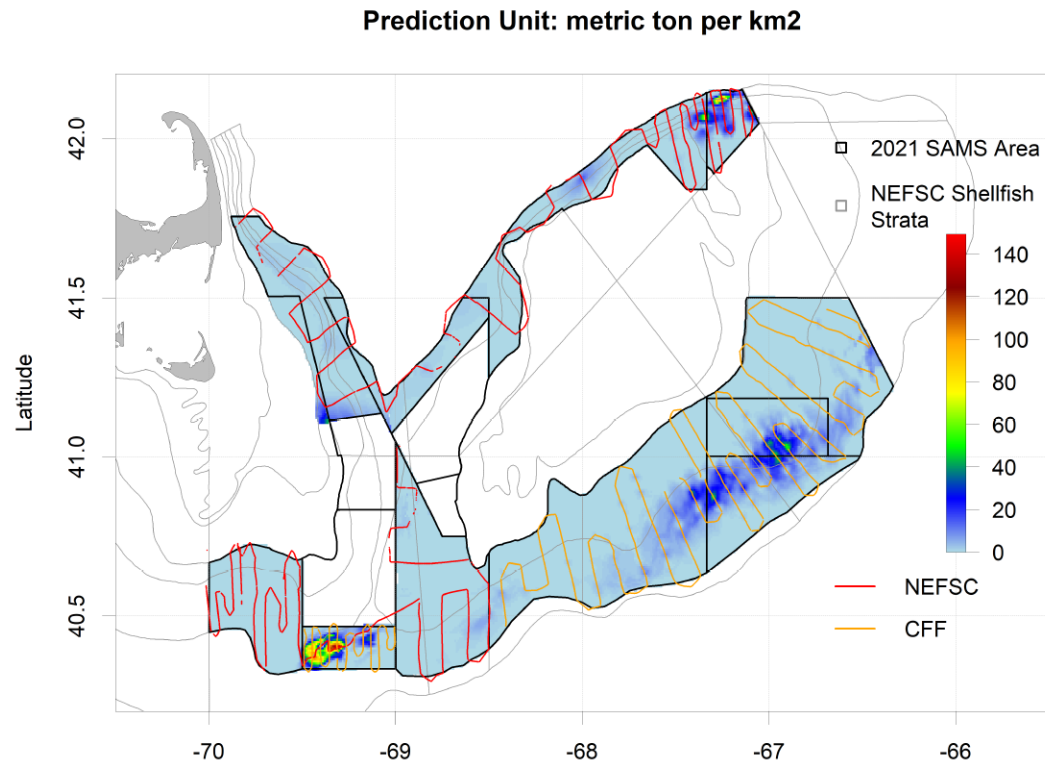 Prediction Unit: metric ton per km2
Latitude
42.0
41.5
41.0
40.5
-70
-69
-68
-67
-66
2021 SAMS Area
NEFSC Shellfish
Strata
140
120
100
80
60
40
20
0
NEFSC
CFF